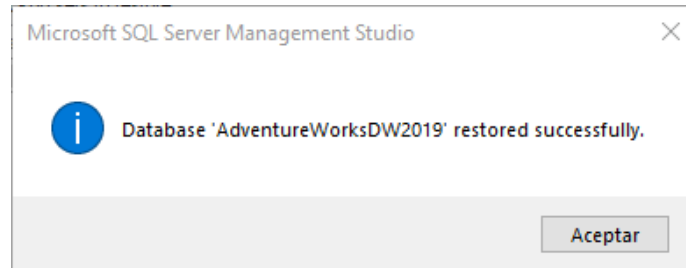 Microsoft SQL Server Management Studio
Database 'AdventureWorksDW2019' restored successfully.
Aceptar